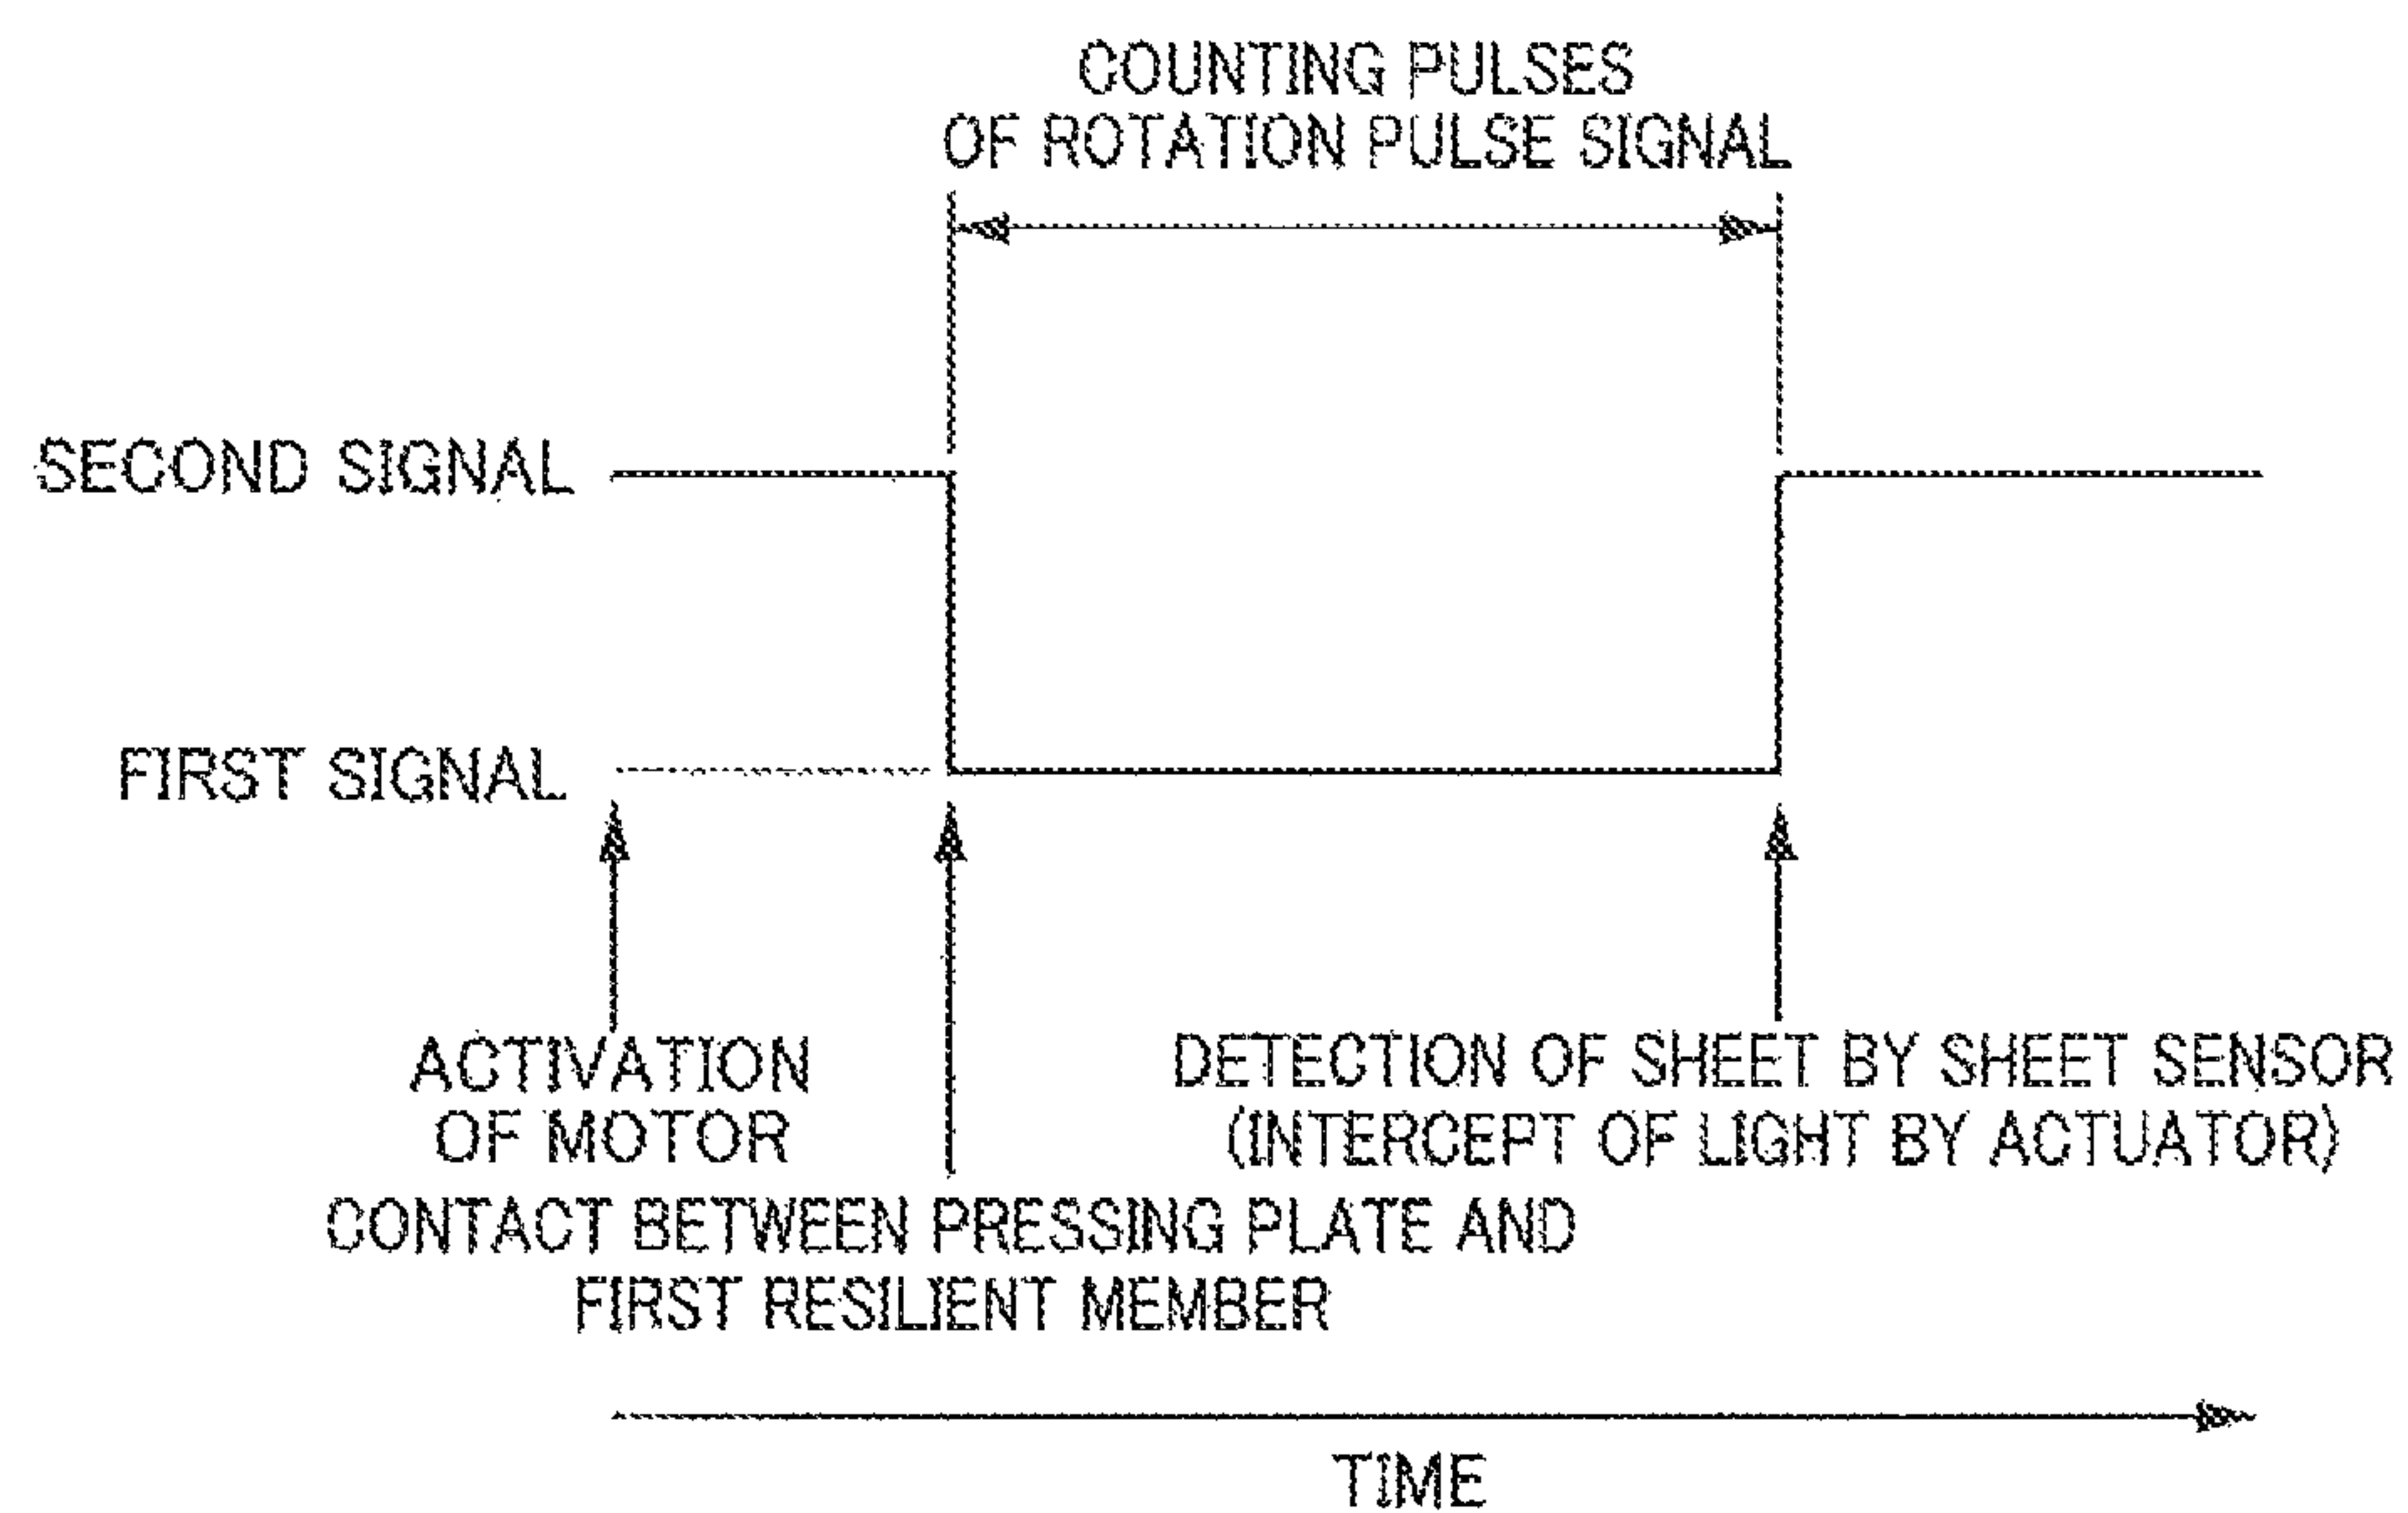 COUNTING PULSES
OF ROTATION PULSE SIGNAL
SECOND SIGNAL
FIRST SIGNAL
ACTIVATION
OF MOTOR
DETECTION OF SHEET BY SHEET SENSOR
(INTERCEPT OF LIGHT BY ACTUATOR)
CONTACT BETWEEN PRESSING PLATE AND
FIRST RESILIENT MEMBER
TIME